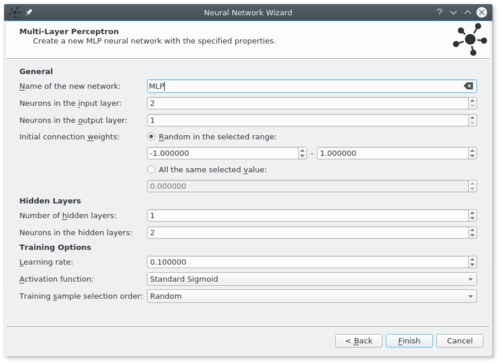 Neural Network Wizard
Multi-Layer Perceptron
Create a new MLP neural network with the specified properties.
General
Name of the new network: MLP
Neurons in the input layer: 2
Neurons in the output layer: 1
Initial connection weights: Random in the selected range:
-1.000000 - 1.000000
All the same selected value:
0.000000
Hidden Layers
Number of hidden layers: 1
Neurons in the hidden layers: 2
Training Options
Learning rate: 0.100000
Activation function: Standard Sigmoid
Training sample selection order: Random
< Back Finish Cancel